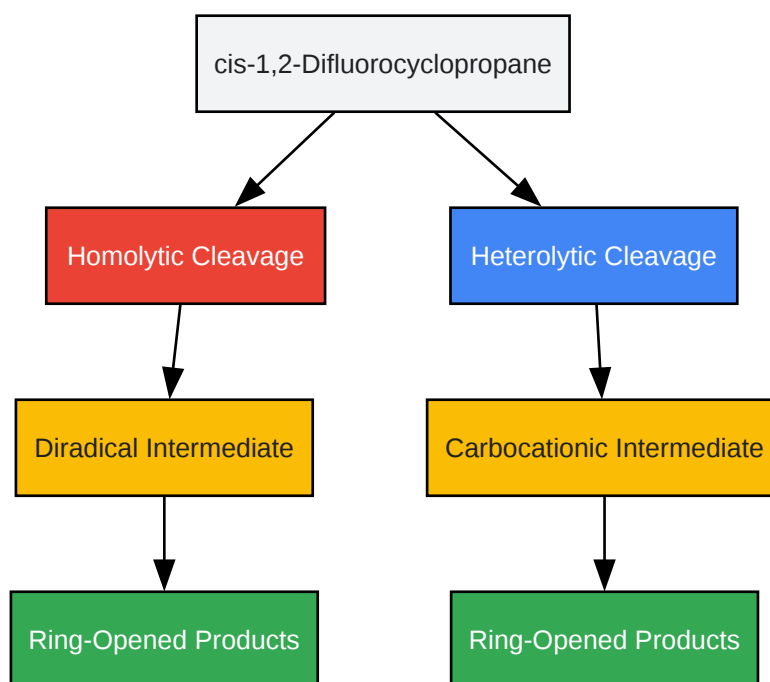 cis-1,2-Difluorocyclopropane
Homolytic Cleavage
Heterolytic Cleavage
Diradical Intermediate
Carbocationic Intermediate
Ring-Opened Products
Ring-Opened Products